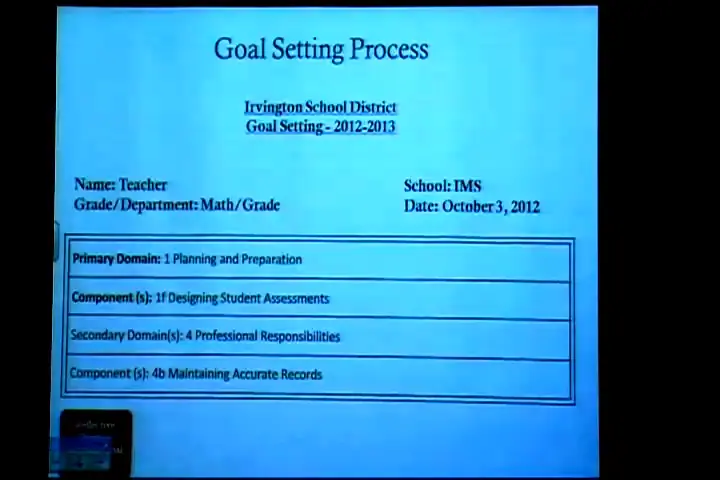 Goal Setting Process
Irvington School District
Goal Setting - 2012-2013
Name: Teacher
School: IMS
Grade/Department: Math/Grade
Date: October 3, 2012
Primary Domain: 1 Planning and Preparation
Component (s): 1f Designing Student Assessments
Secondary Domain(s): 4 Professional Responsibilities
Component (s): 4b Maintaining Accurate Records